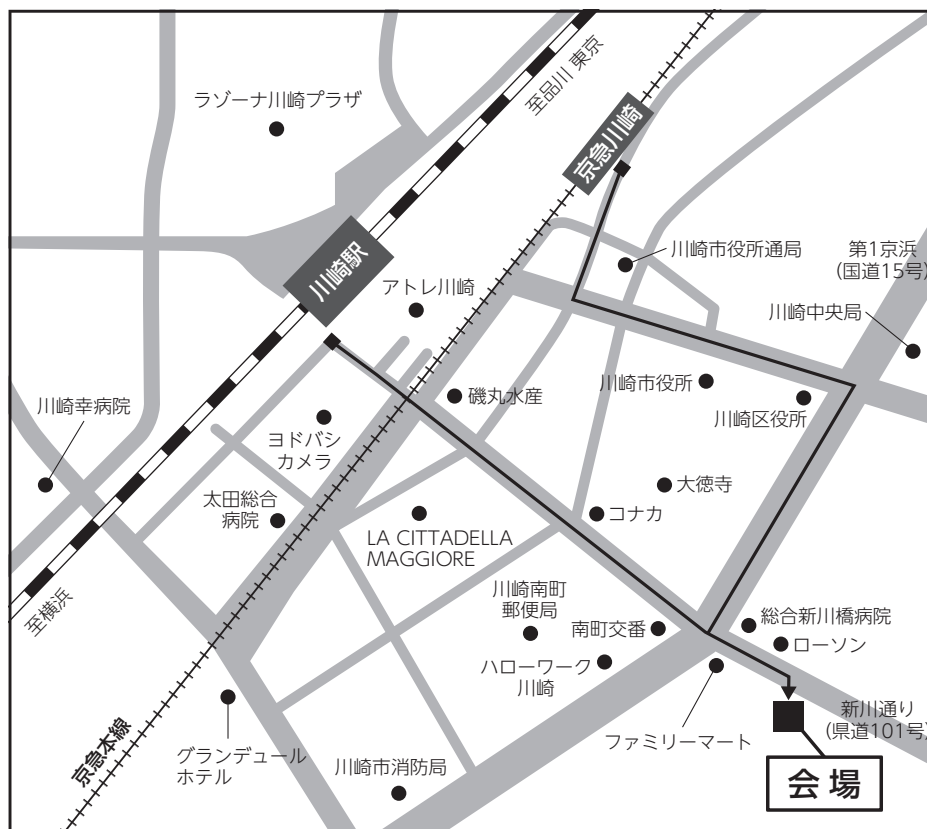 ラゾーナ川崎プラザ
至品川 東京
京急川崎
川崎駅
アトレ川崎
川崎市役所通局
第1京浜
(国道15号)
川崎中央局
川崎幸病院
ヨドバシ
カメラ
磯丸水産
川崎市役所
川崎区役所
太田総合
病院
大徳寺
コナカ
LA CITTADELLA
MAGGIORE
至横浜
川崎南町
郵便局
南町交番
総合新川橋病院
ローソン
ハローワーク
川崎
京急本線
グランデュール
ホテル
川崎市消防局
ファミリーマート
新川通り
(県道101号)
会場